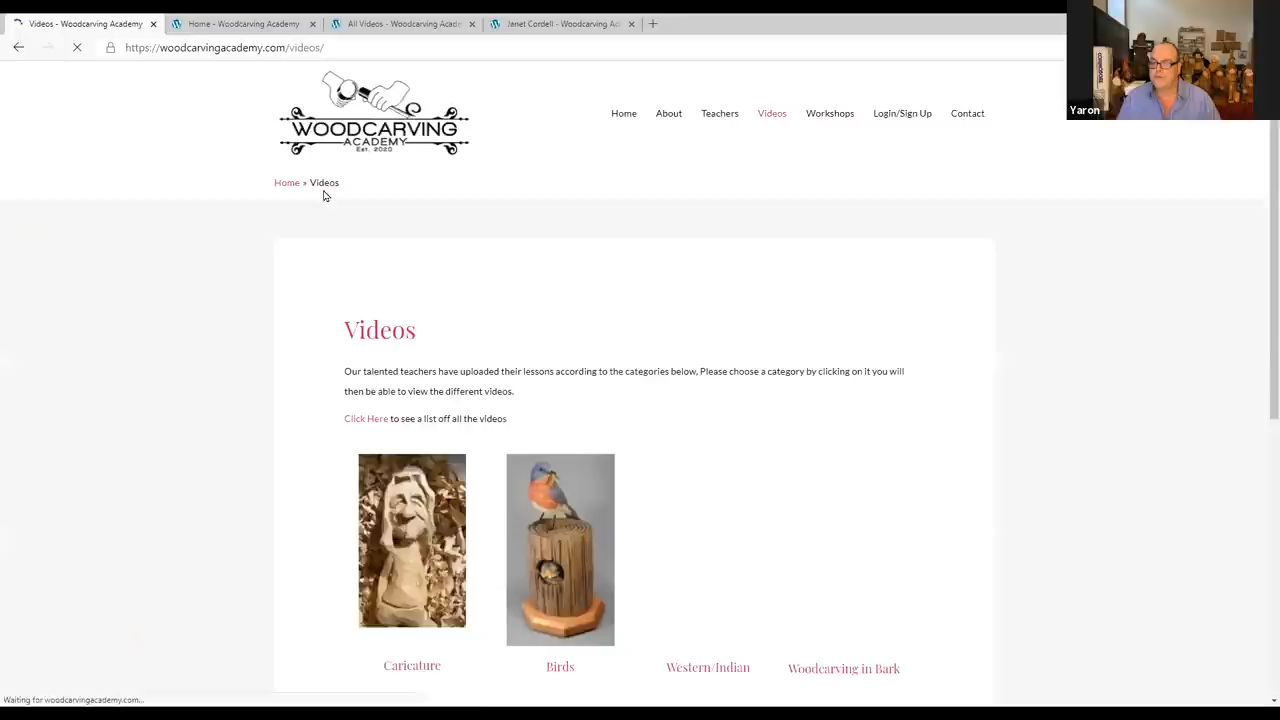 Videos - Woodcarving Academy
Home - Woodcarving Academy
All Videos - Woodcarving Acade
Janet Cordell - Woodcarving Ac
https://woodcarvingacademy.com/videos/
Yaron
WOODCARVING
ACADEMY
Est. 2020
Home About Teachers Videos Workshops Login/Sign Up Contact
Home » Videos
Videos
Our talented teachers have uploaded their lessons according to the categories below, Please choose a category by clicking on it you will
then be able to view the different videos.
Click Here to see a list off all the videos
Caricature Birds Western/Indian Woodcarving in Bark
Waiting for woodcarvingacademy.com...